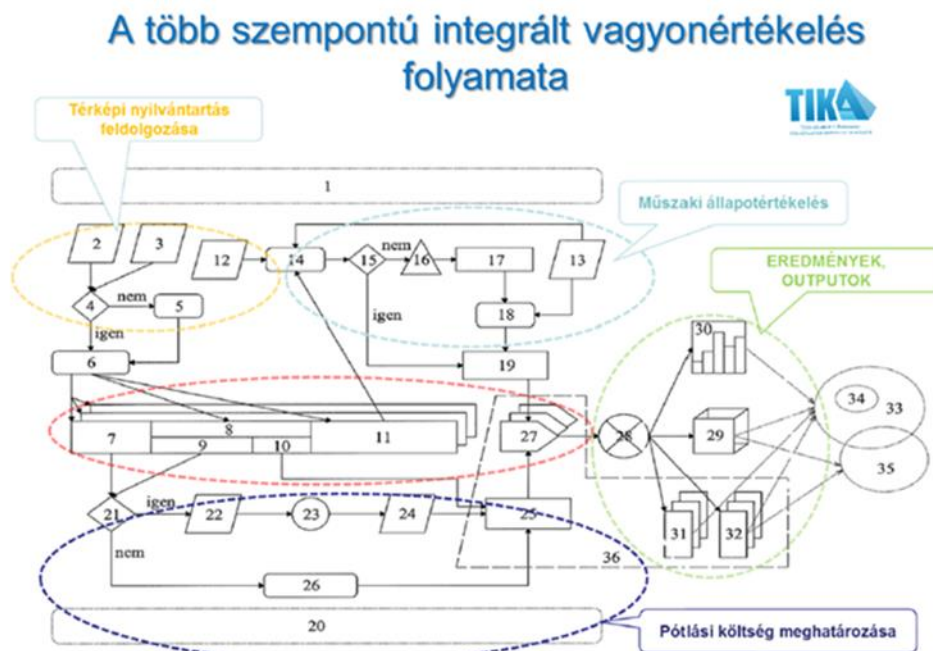 A több szempontú integrált vagyonértékelés
folyamata
Térképi nyilvántartás
feldolgozása
TIKA
1
Műszaki állapotértékelés
2
3
12
14
15
nem
16
17
13
EREDMÉNYEK,
OUTPUTOK
4
nem
5
igen
igen
18
30
6
19
34
33
7
8
9
10
11
27
28
29
35
21
igen
22
23
24
25
31
32
nem
36
26
20
Pótlási költség meghatározása